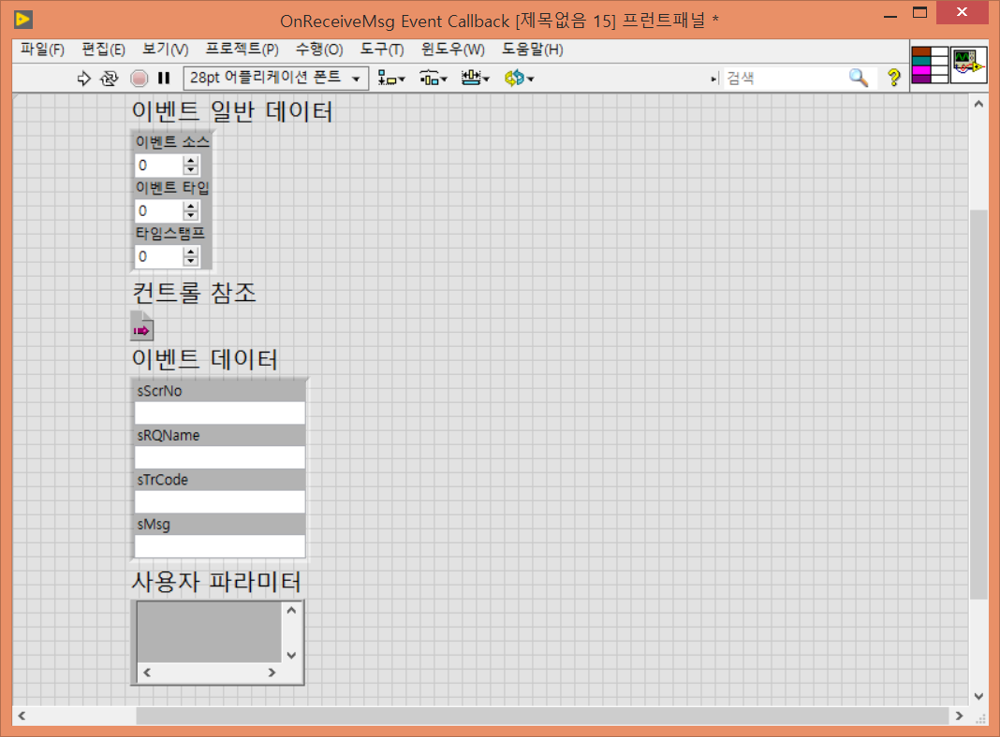 OnReceiveMsg Event Callback [제목없음 15] 프런트패널 *
파일(F) 편집(E) 보기(V) 프로젝트(P) 수행(O) 도구(T) 윈도우(W) 도움말(H)
28pt 어플리케이션 폰트 검색 ?
이벤트 일반 데이터
이벤트 소스
0
이벤트 타입
0
타임스탬프
0
컨트롤 참조
이벤트 데이터
sScrNo
sRQName
sTrCode
sMsg
사용자 파라미터